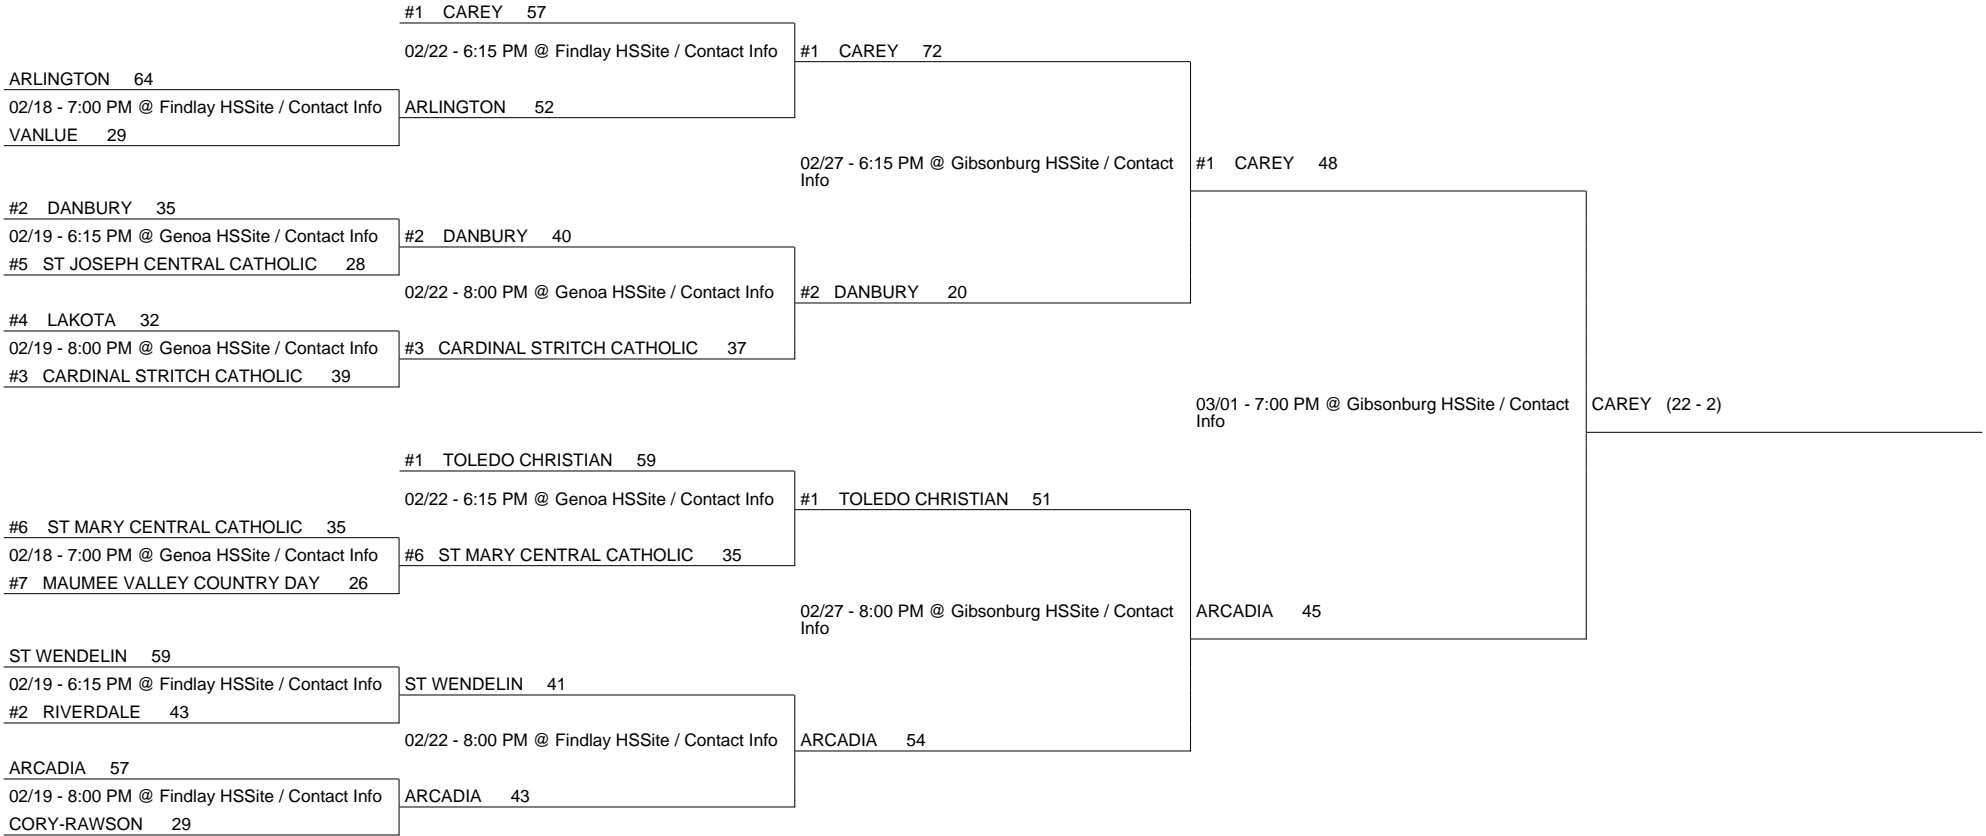 #1 CAREY 57
02/22 - 6:15 PM @ Findlay HSSite / Contact Info
#1 CAREY 72
ARLINGTON 64
02/18 - 7:00 PM @ Findlay HSSite / Contact Info
ARLINGTON 52
VANLUE 29
02/27 - 6:15 PM @ Gibsonburg HSSite / Contact
Info
#1 CAREY 48
#2 DANBURY 35
02/19 - 6:15 PM @ Genoa HSSite / Contact Info
#2 DANBURY 40
#5 ST JOSEPH CENTRAL CATHOLIC 28
02/22 - 8:00 PM @ Genoa HSSite / Contact Info
#2 DANBURY 20
#4 LAKOTA 32
02/19 - 8:00 PM @ Genoa HSSite / Contact Info
#3 CARDINAL STRITCH CATHOLIC 37
#3 CARDINAL STRITCH CATHOLIC 39
03/01 - 7:00 PM @ Gibsonburg HSSite / Contact
Info
CAREY (22 - 2)
#1 TOLEDO CHRISTIAN 59
02/22 - 6:15 PM @ Genoa HSSite / Contact Info
#1 TOLEDO CHRISTIAN 51
#6 ST MARY CENTRAL CATHOLIC 35
02/18 - 7:00 PM @ Genoa HSSite / Contact Info
#6 ST MARY CENTRAL CATHOLIC 35
#7 MAUMEE VALLEY COUNTRY DAY 26
02/27 - 8:00 PM @ Gibsonburg HSSite / Contact
Info
ARCADIA 45
ST WENDELIN 59
02/19 - 6:15 PM @ Findlay HSSite / Contact Info
ST WENDELIN 41
#2 RIVERDALE 43
02/22 - 8:00 PM @ Findlay HSSite / Contact Info
ARCADIA 54
ARCADIA 57
02/19 - 8:00 PM @ Findlay HSSite / Contact Info
ARCADIA 43
CORY-RAWSON 29